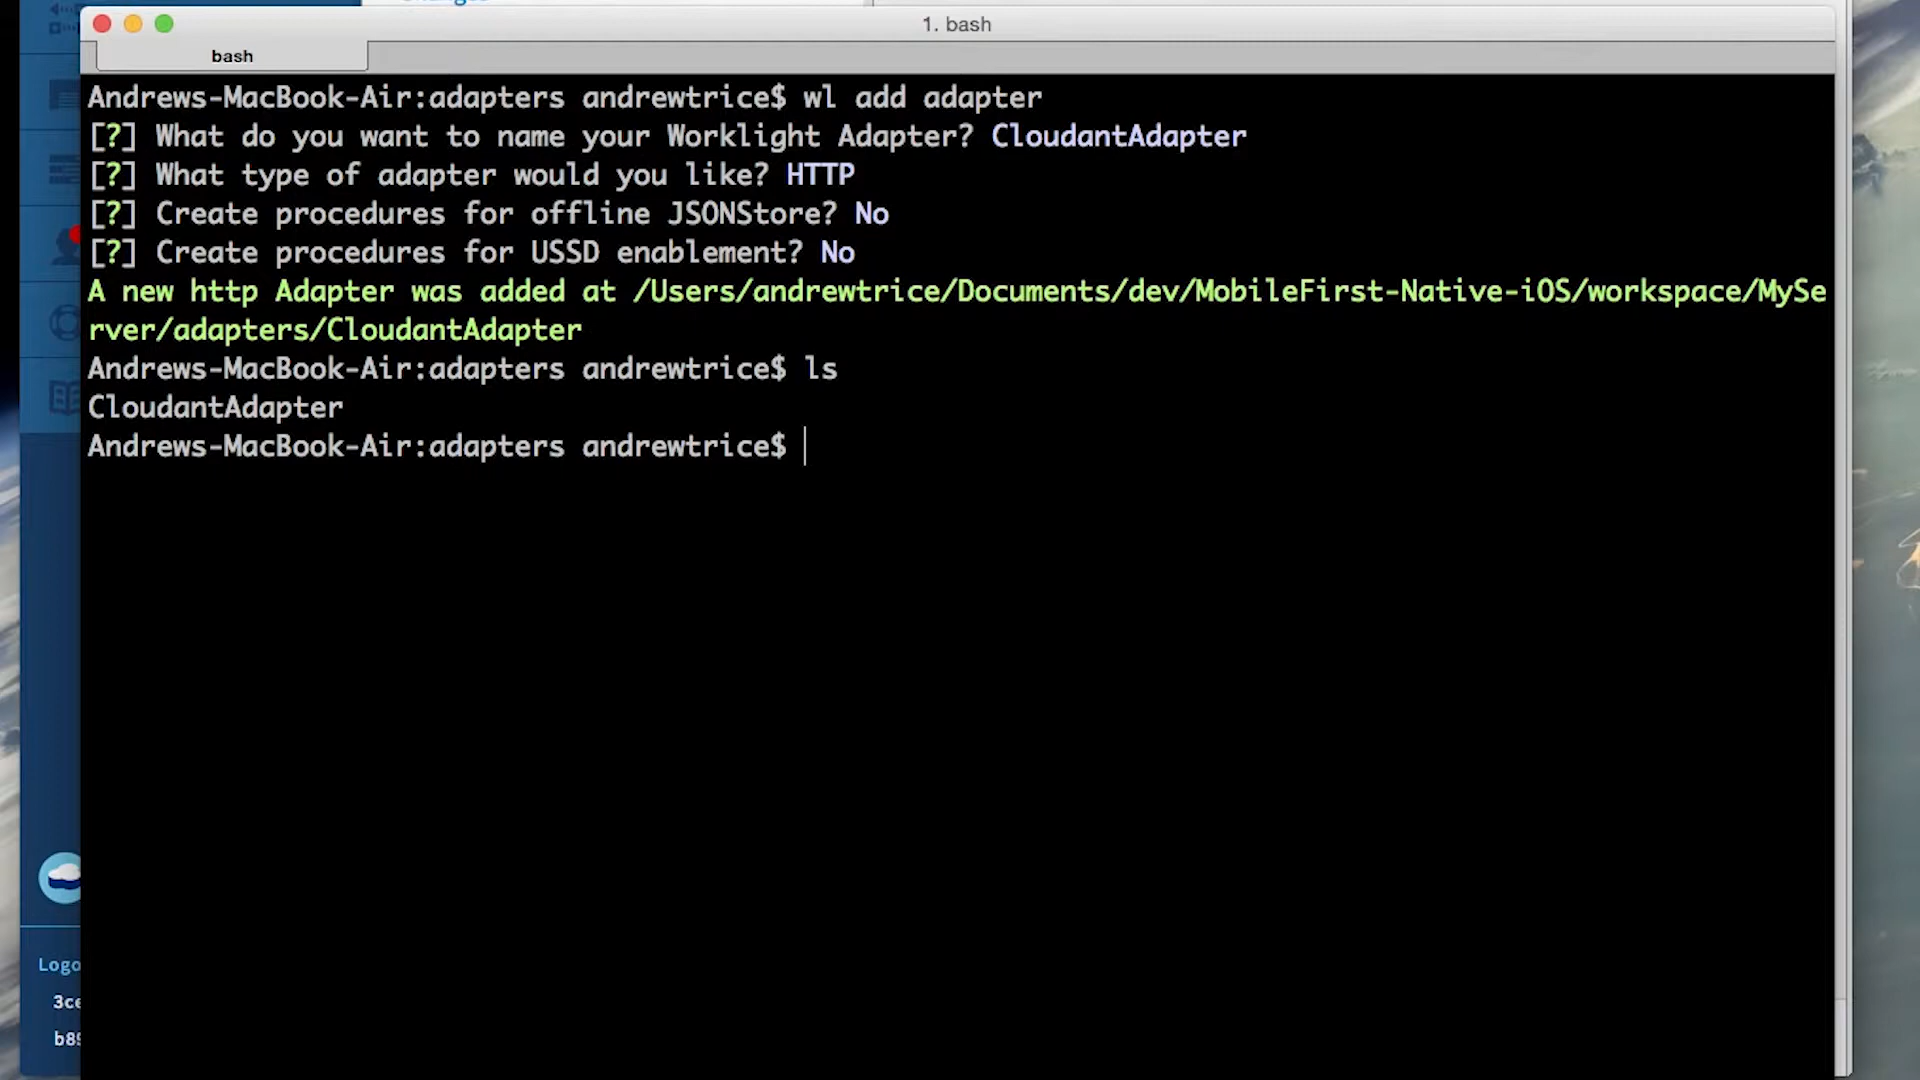 1. bash
bash
Andrews-MacBook-Air:adapters andrewtrice$ wl add adapter
[?] What do you want to name your Worklight Adapter? CloudantAdapter
[?] What type of adapter would you like? HTTP
[?] Create procedures for offline JSONStore? No
[?] Create procedures for USSD enablement? No
A new http Adapter was added at /Users/andrewtrice/Documents/dev/MobileFirst-Native-iOS/workspace/MySe
rver/adapters/CloudantAdapter
Andrews-MacBook-Air:adapters andrewtrice$ ls
CloudantAdapter
Andrews-MacBook-Air:adapters andrewtrice$
Logo
3ce
b89